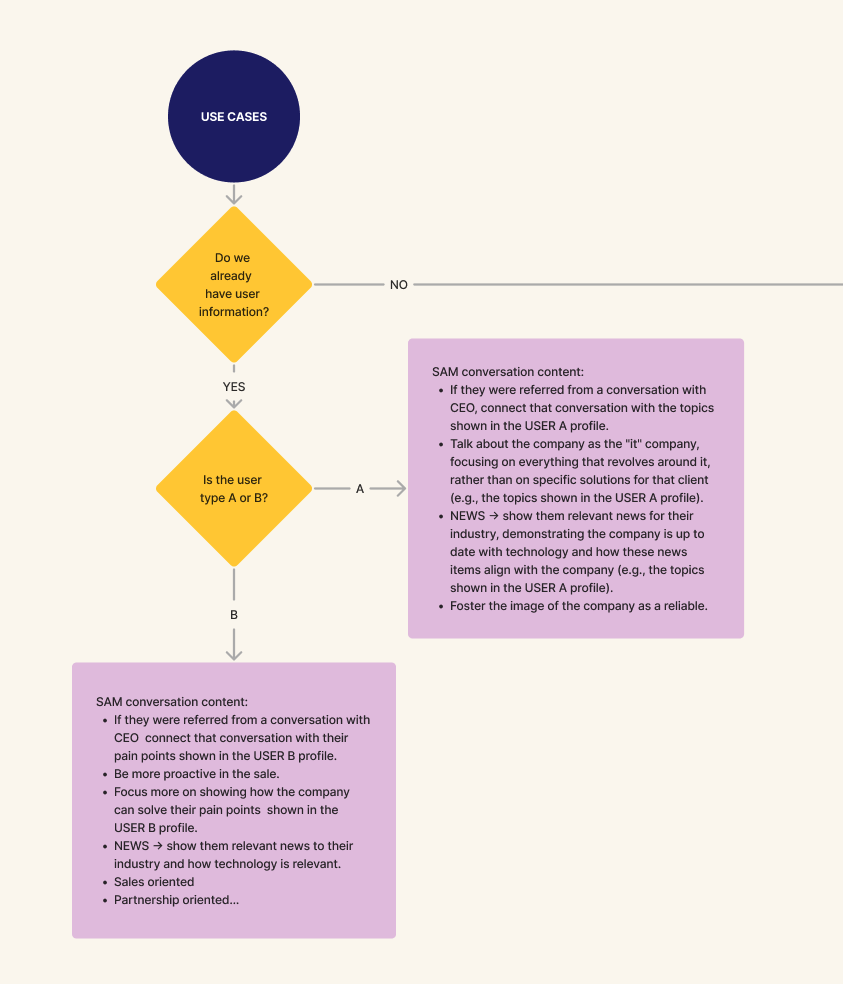 USE CASES
Do we
already
have user
information?
NO
YES
Is the user
type A or B?
A
SAM conversation content:
• If they were referred from a conversation with
CEO, connect that conversation with the topics
shown in the USER A profile.
• Talk about the company as the "it" company,
focusing on everything that revolves around it,
rather than on specific solutions for that client
(e.g., the topics shown in the USER A profile).
• NEWS → show them relevant news for their
industry, demonstrating the company is up to
date with technology and how these news
items align with the company (e.g., the topics
shown in the USER A profile).
• Foster the image of the company as a reliable.
B
SAM conversation content:
• If they were referred from a conversation with
CEO  connect that conversation with their
pain points shown in the USER B profile.
• Be more proactive in the sale.
• Focus more on showing how the company
can solve their pain points  shown in the
USER B profile.
• NEWS → show them relevant news to their
industry and how technology is relevant.
• Sales oriented
• Partnership oriented...